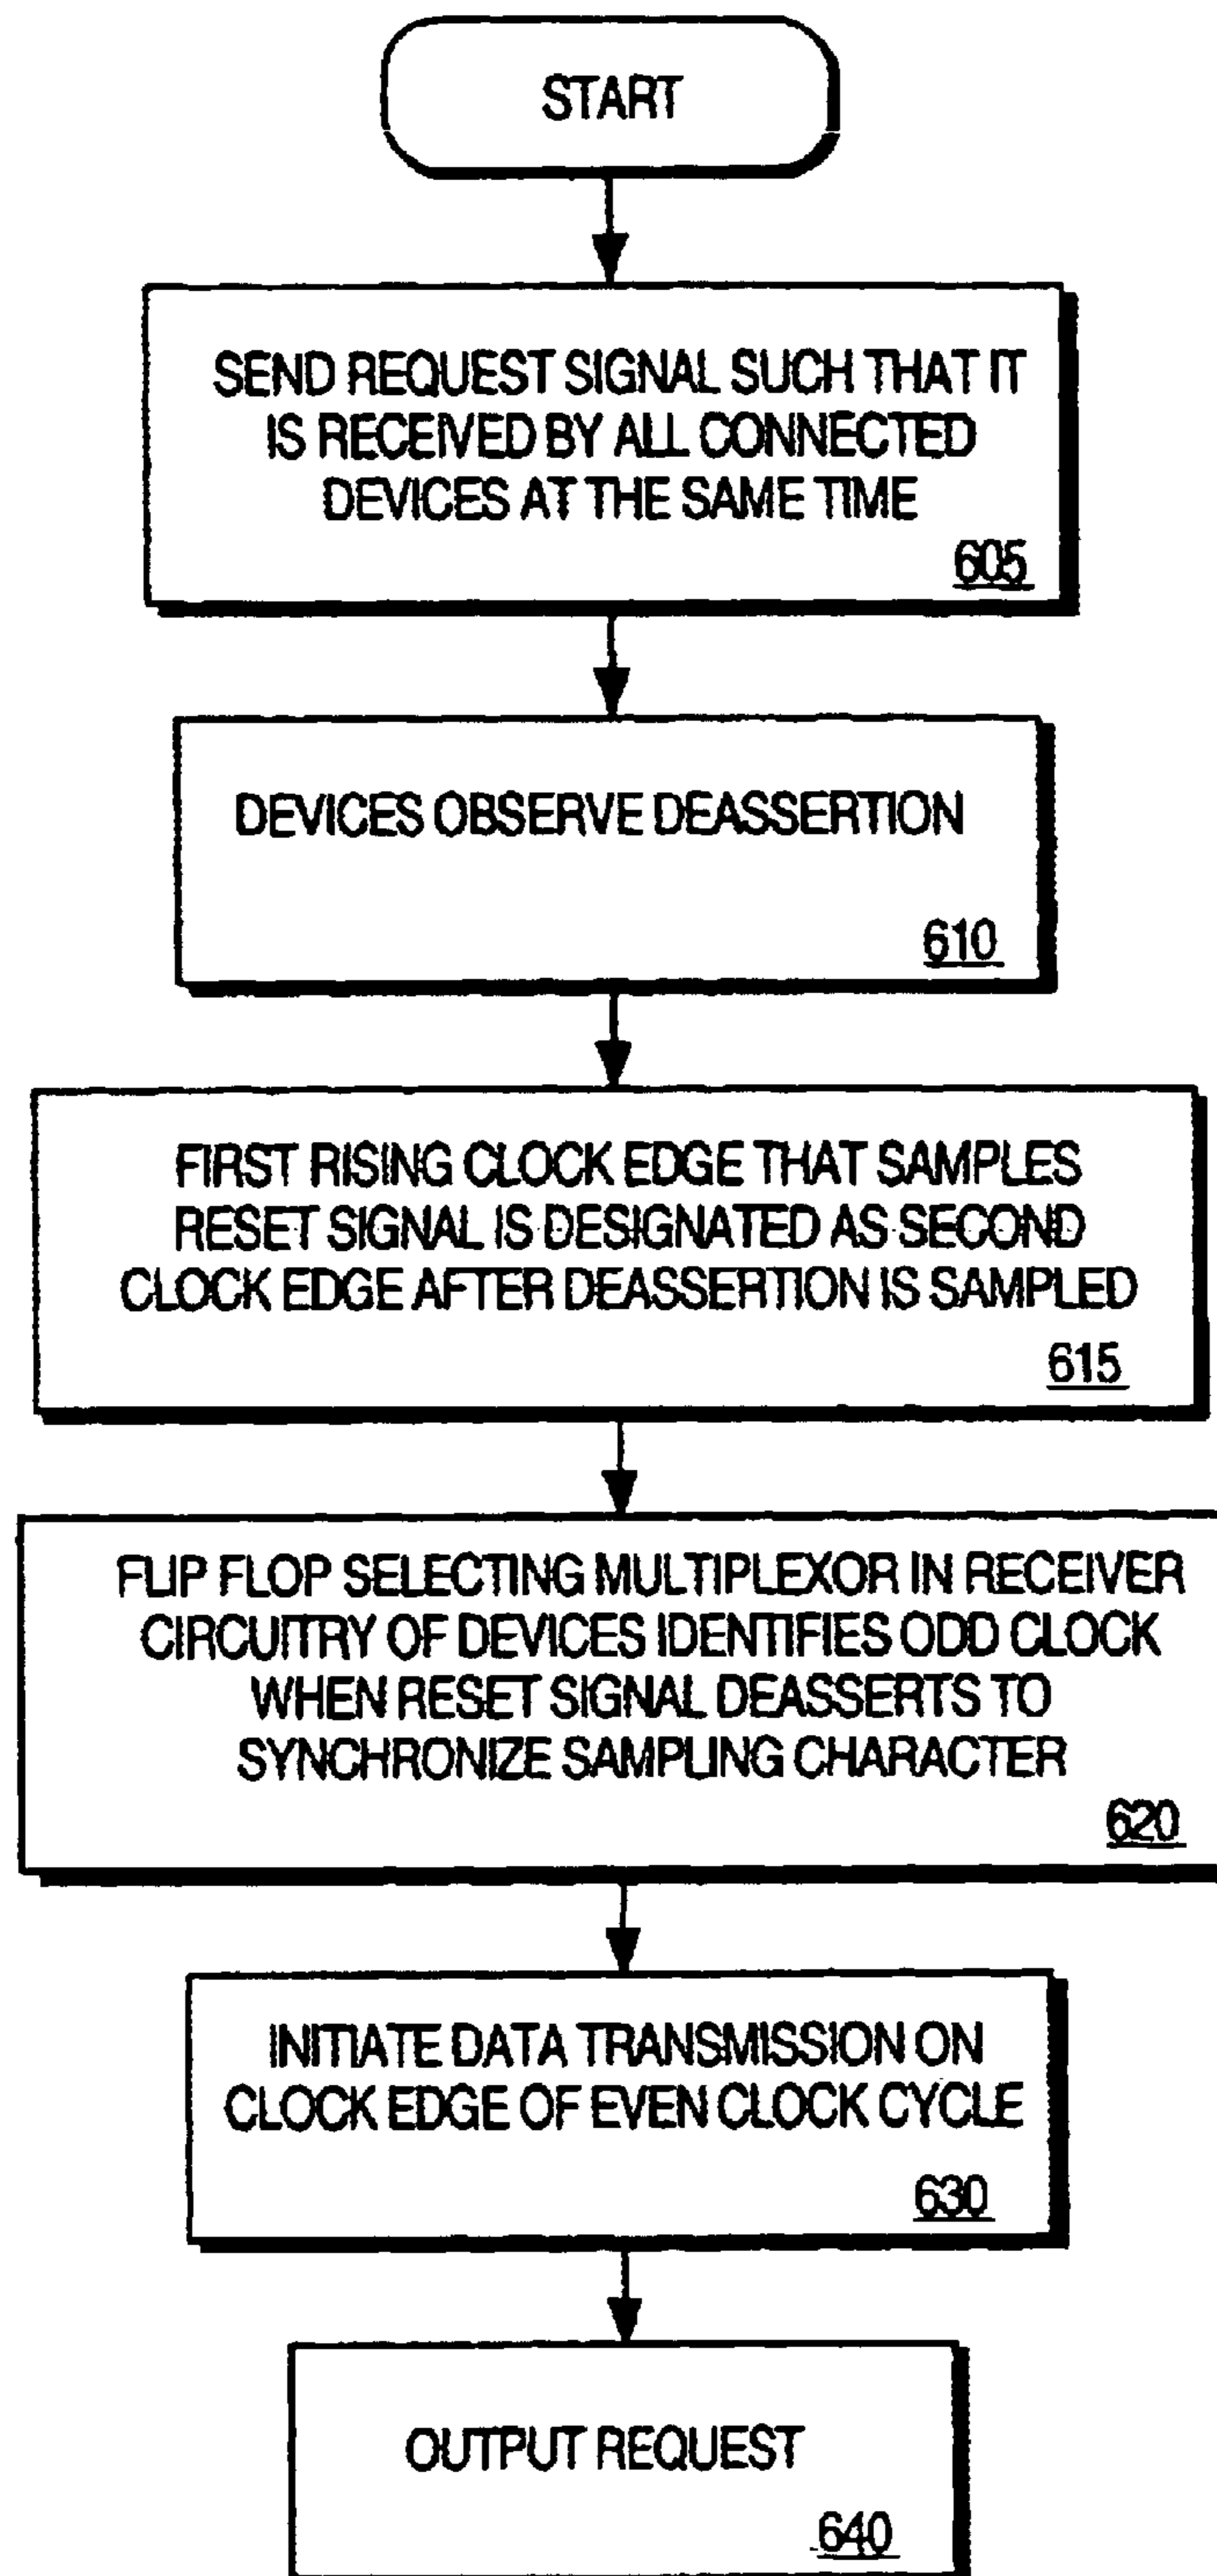 START
SEND REQUEST SIGNAL SUCH THAT IT
IS RECEIVED BY ALL CONNECTED
DEVICES AT THE SAME TIME
605
DEVICES OBSERVE DEASSERTION
610
FIRST RISING CLOCK EDGE THAT SAMPLES
RESET SIGNAL IS DESIGNATED AS SECOND
CLOCK EDGE AFTER DEASSERTION IS SAMPLED
615
FLIP FLOP SELECTING MULTIPLEXOR IN RECEIVER
CIRCUITRY OF DEVICES IDENTIFIES ODD CLOCK
WHEN RESET SIGNAL DEASSERTS TO
SYNCHRONIZE SAMPLING CHARACTER
620
INITIATE DATA TRANSMISSION ON
CLOCK EDGE OF EVEN CLOCK CYCLE
630
OUTPUT REQUEST
640